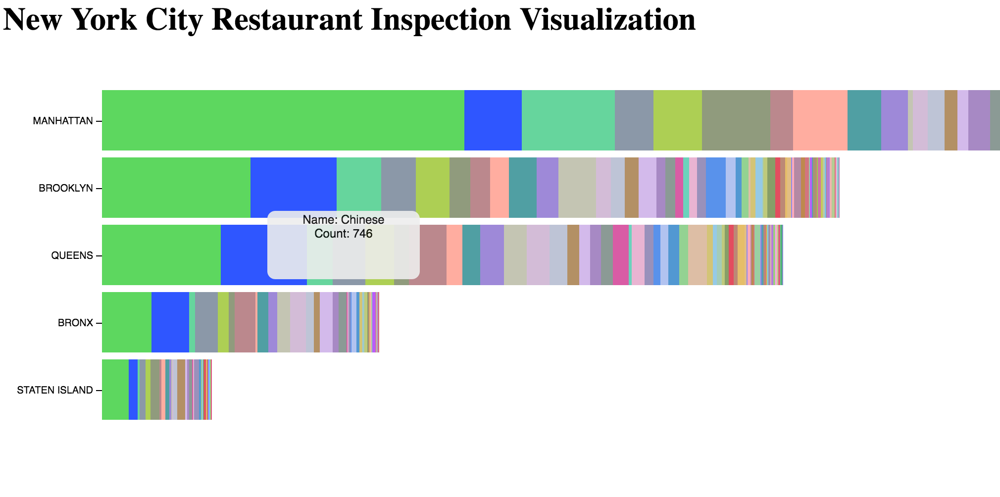 New York City Restaurant Inspection Visualization
MANHATTAN
BROOKLYN
Name: Chinese
Count: 746
QUEENS
BRONX
STATEN ISLAND